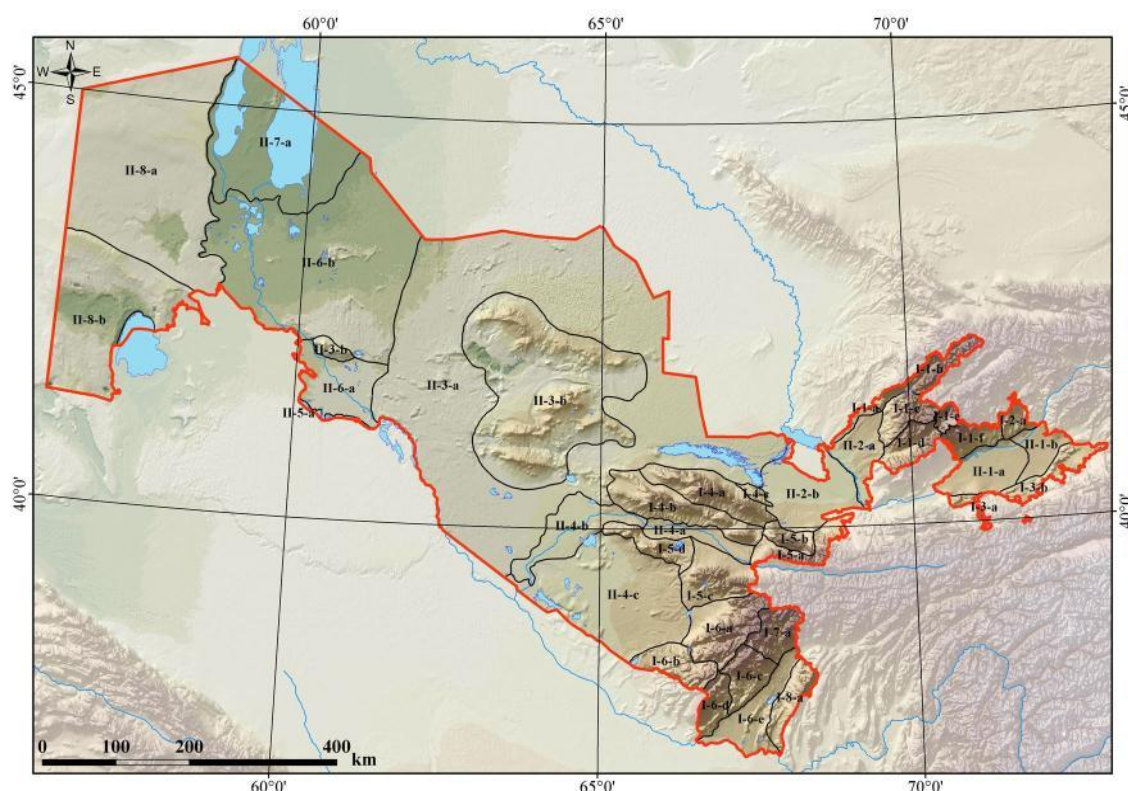 60°0'
65°0'
70°0'
N
W E
S
45°0'
45°0'
II-7-a
II-8-a
II-6-b
II-8-b
II-3-b
II-3-a
II-6-a
II-5-a
II-3-b
I-1-b
I-1-a
I-1-c
I-1-e
I-2-a
II-2-a
I-1-d
I-1-f
II-1-b
II-1-a
I-4-a
I-4-c
II-2-b
I-3-b
40°0'
I-4-b
I-3-a
40°0'
II-4-b
II-4-a
I-5-b
I-5-d
I-5-a
II-4-c
I-5-c
I-6-a
I-7-a
I-6-b
I-6-c
I-8-a
I-6-d
I-6-e
0 100 200 400
km
60°0'
65°0'
70°0'